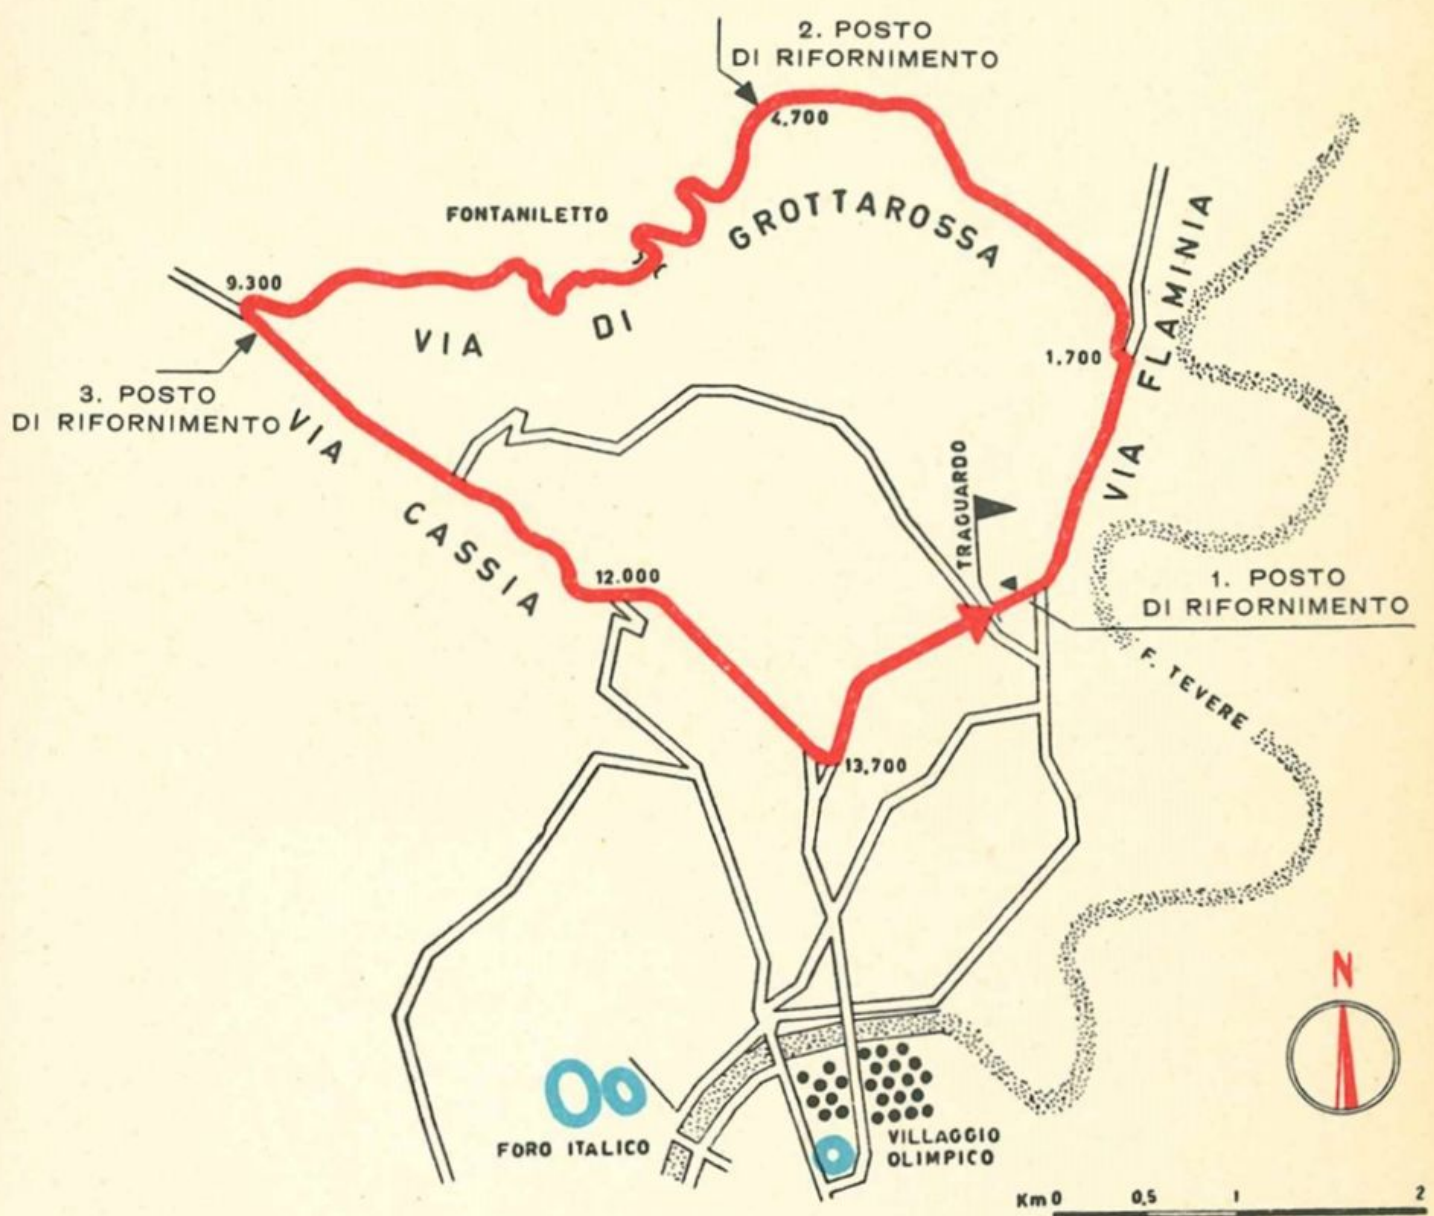 2. POSTO
DI RIFORNIMENTO
4.700
FONTANILETTO
GROTTAROSSA
9.300
DI
VIA
VIA FLAMINIA
1.700
3. POSTO
DI RIFORNIMENTO
VIA CASSIA
TRAGUARDO
12.000
1. POSTO
DI RIFORNIMENTO
F. TEVERE
13,700
N
FORO ITALICO
VILLAGGIO
OLIMPICO
Km 0 0,5 1 2